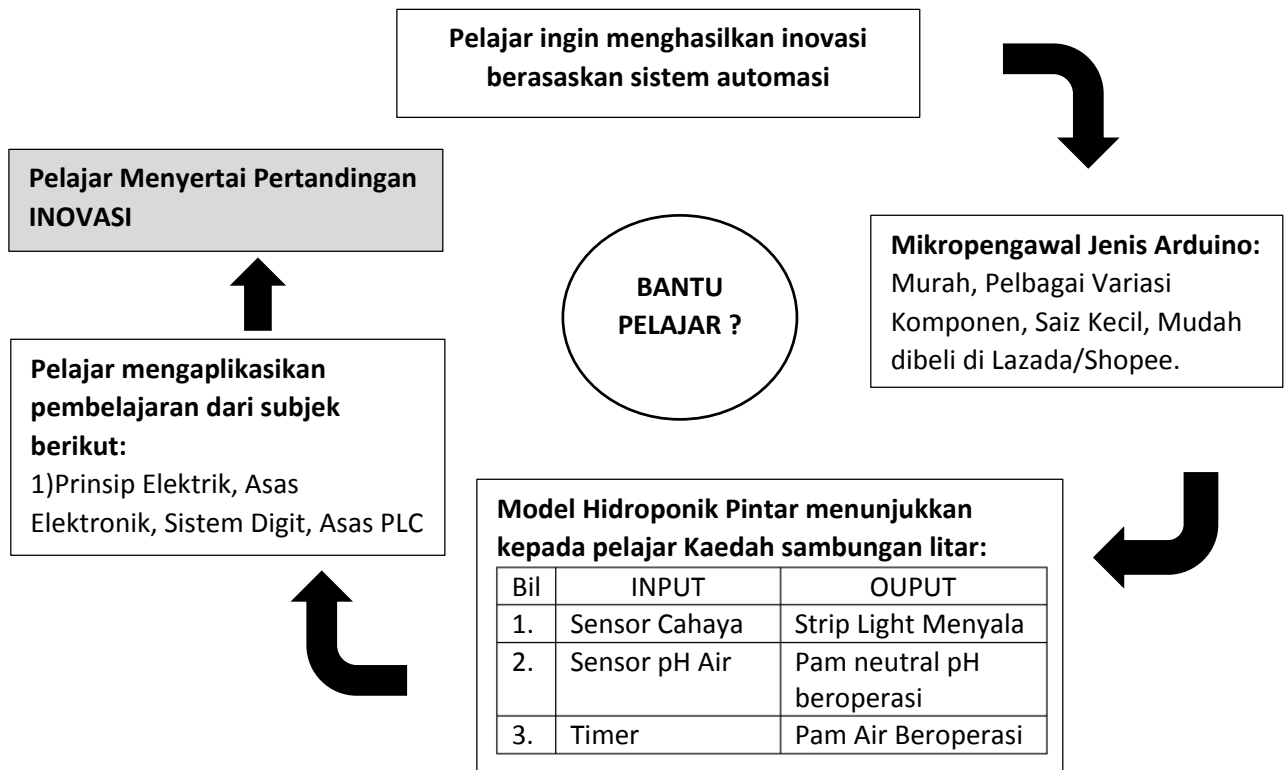 Pelajar ingin menghasilkan inovasi
berasaskan sistem automasi
Mikropengawal Jenis Arduino:
Murah, Pelbagai Variasi
Komponen, Saiz Kecil, Mudah
dibeli di Lazada/Shopee.
Model Hidroponik Pintar menunjukkan
kepada pelajar Kaedah sambungan litar:
Bil INPUT OUPUT
1. Sensor Cahaya Strip Light Menyala
2. Sensor pH Air Pam neutral pH
beroperasi
3. Timer Pam Air Beroperasi
Pelajar mengaplikasikan
pembelajaran dari subjek
berikut:
1)Prinsip Elektrik, Asas
Elektronik, Sistem Digit, Asas PLC
Pelajar Menyertai Pertandingan
INOVASI
BANTU
PELAJAR ?